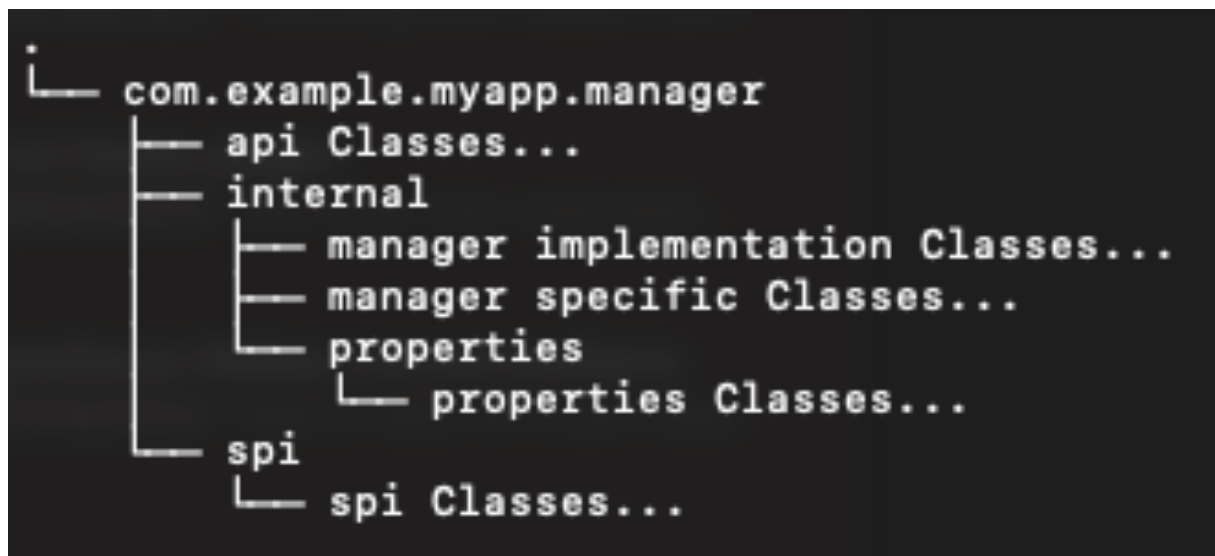 .
└── com.example.myapp.manager
    ├── api Classes...
    ├── internal
    │   ├── manager implementation Classes...
    │   ├── manager specific Classes...
    │   └── properties
    │       └── properties Classes...
    └── spi
        └── spi Classes...